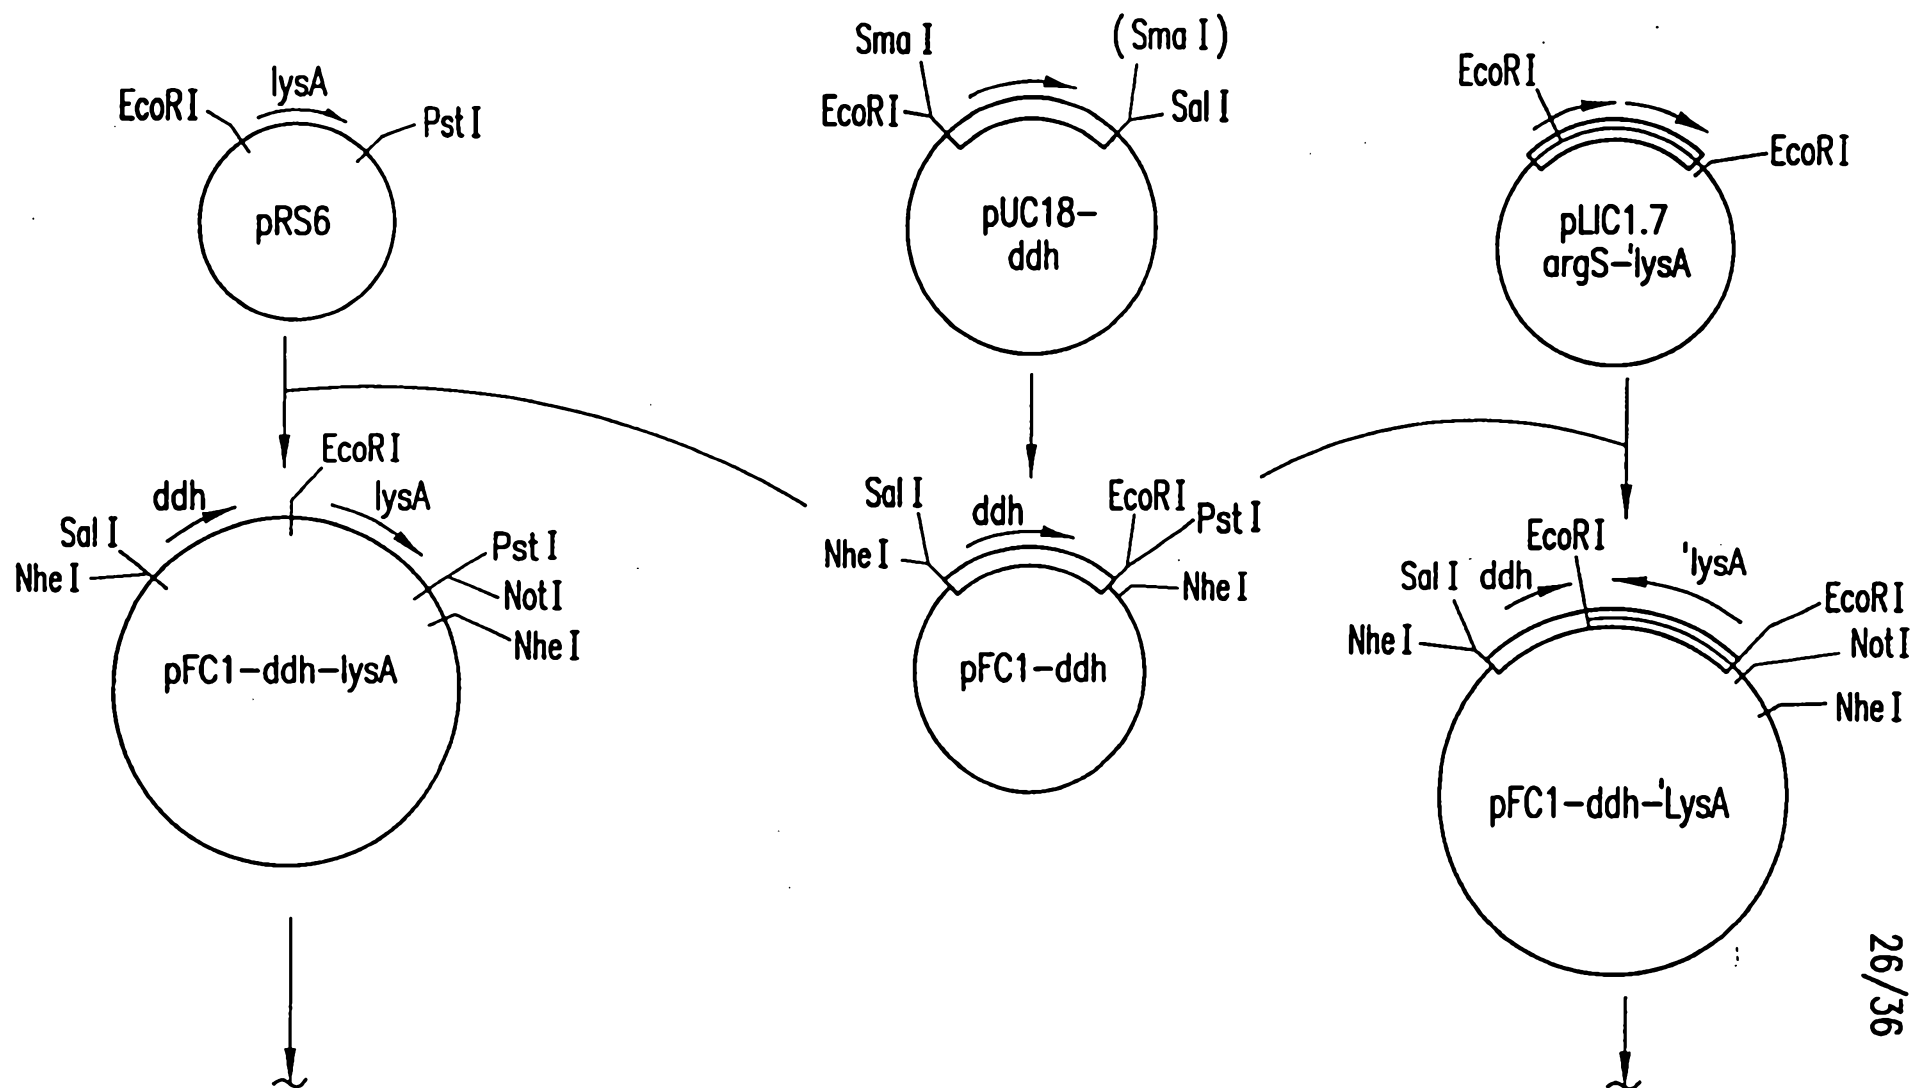 lysA
EcoRI
PstI
pRS6
SmaI
(SmaI)
EcoRI
SalI
pUC18-
ddh
EcoRI
EcoRI
pLIC1.7
argS-'lysA
EcoRI
ddh
lysA
SalI
NheI
PstI
NotI
NheI
pFC1-ddh-lysA
SalI
ddh
EcoRI
PstI
NheI
NheI
pFC1-ddh
EcoRI
'lysA
SalI ddh
NheI
EcoRI
NotI
NheI
pFC1-ddh-'LysA
26/36